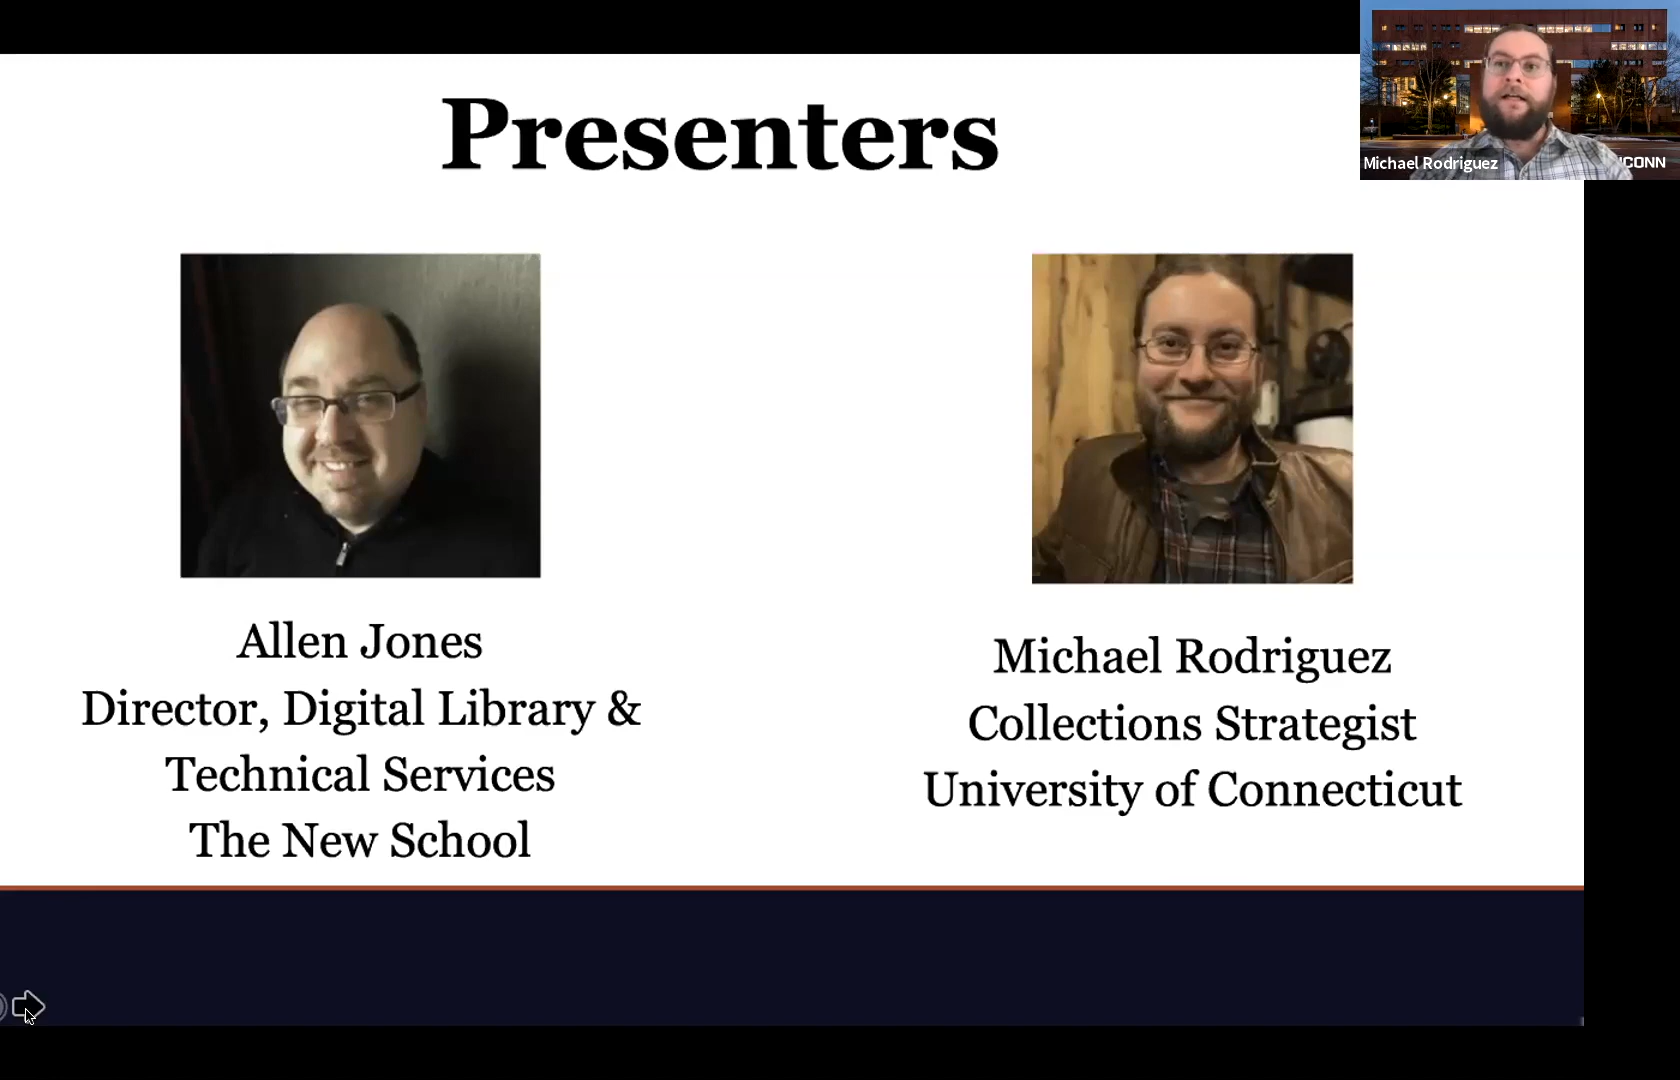 Presenters
Michael Rodriguez
CONN
Allen Jones
Director, Digital Library &
Technical Services
The New School
Michael Rodriguez
Collections Strategist
University of Connecticut